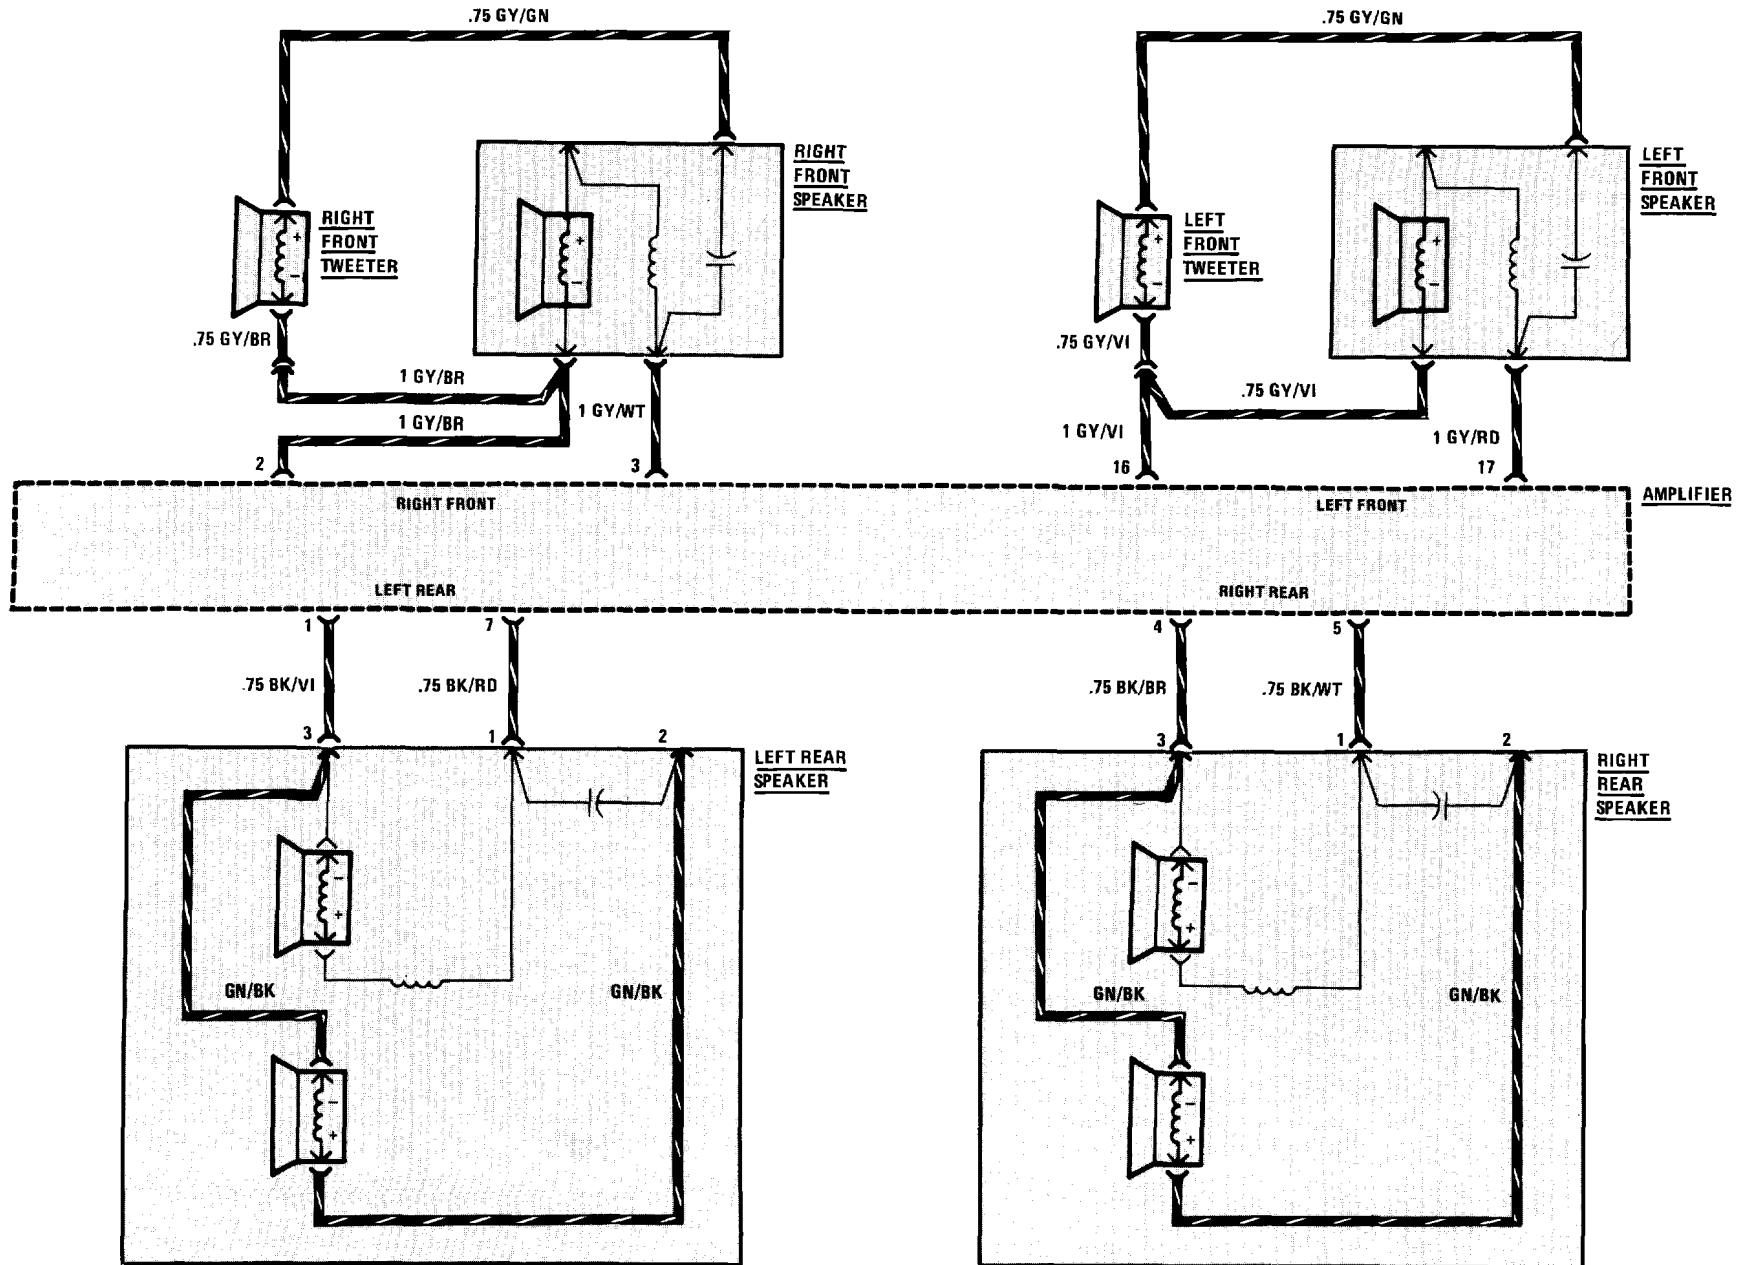 .75 GY/GN
.75 GY/GN
RIGHT
FRONT
SPEAKER
LEFT
FRONT
SPEAKER
RIGHT
FRONT
TWEETER
LEFT
FRONT
TWEETER
+
−
+
−
+
−
+
−
.75 GY/BR
1 GY/BR
1 GY/BR
1 GY/WT
.75 GY/VI
.75 GY/VI
1 GY/VI
1 GY/RD
2
3
16
17
RIGHT FRONT
LEFT FRONT
AMPLIFIER
LEFT REAR
RIGHT REAR
1
7
4
5
.75 BK/VI
.75 BK/RD
.75 BK/BR
.75 BK/WT
3
1
2
LEFT REAR
SPEAKER
3
1
2
RIGHT
REAR
SPEAKER
−
+
−
+
GN/BK
GN/BK
GN/BK
GN/BK
−
+
−
+